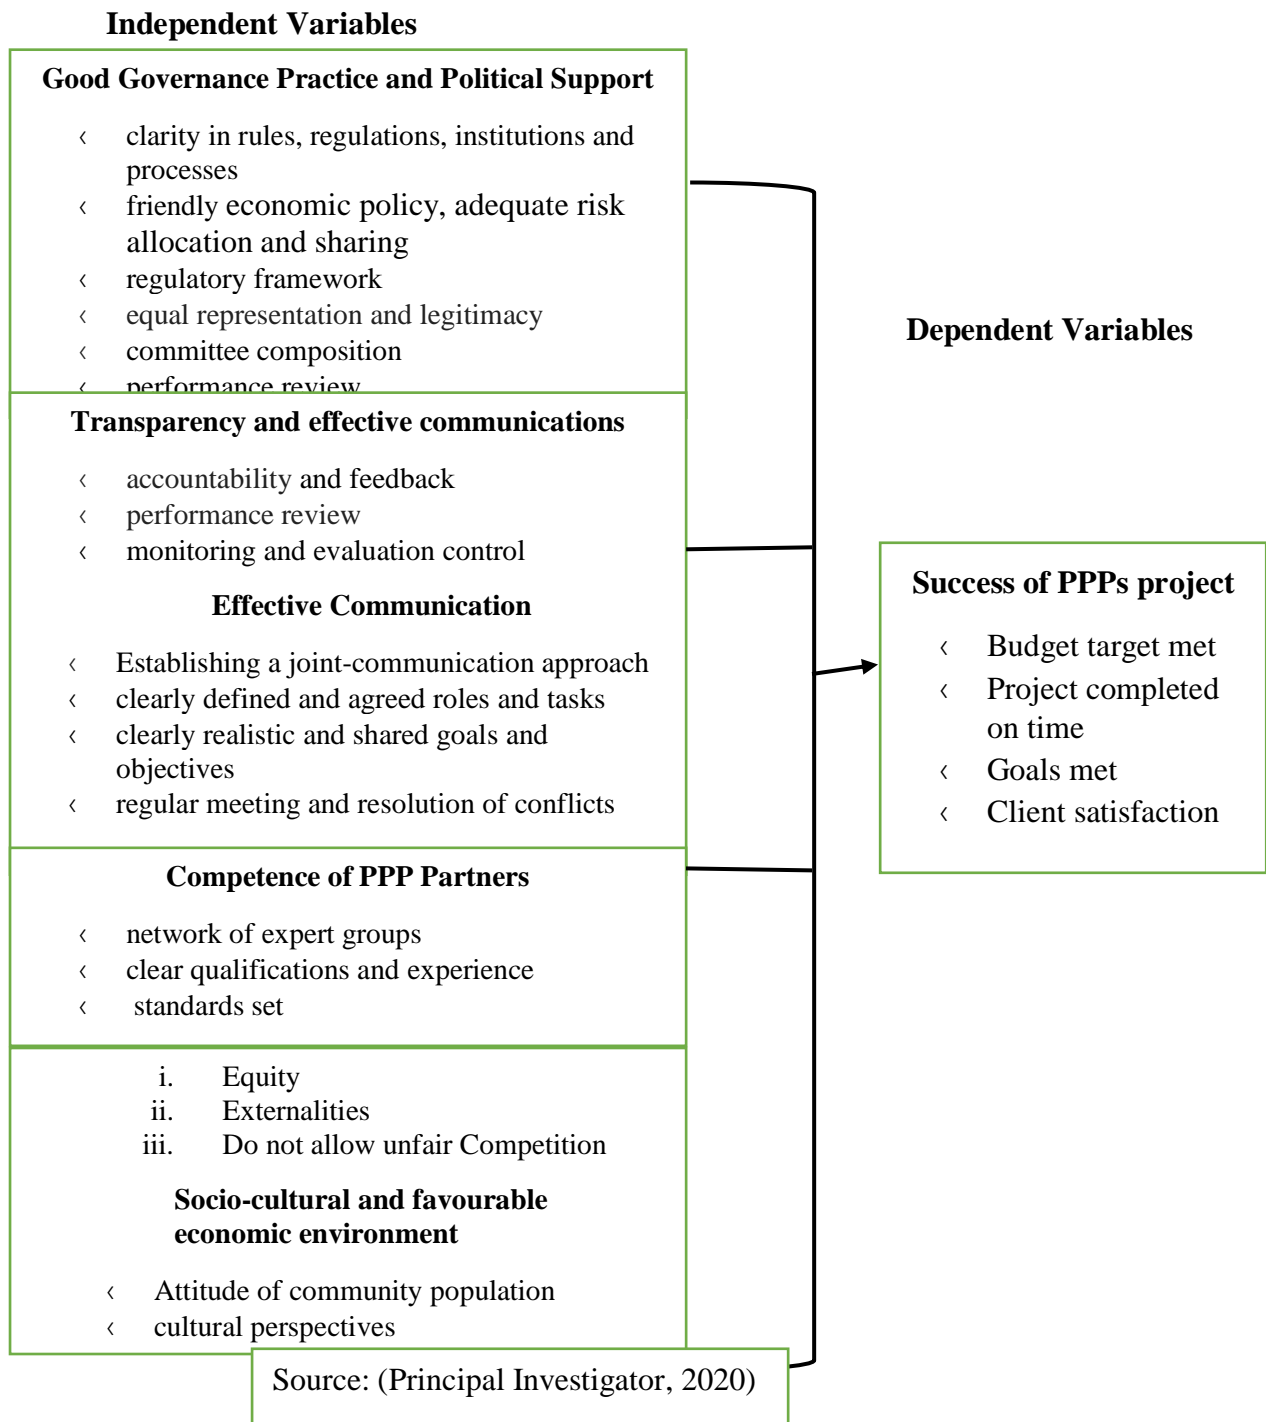 Independent Variables
Good Governance Practice and Political Support
‹ clarity in rules, regulations, institutions and
processes
‹ friendly economic policy, adequate risk
allocation and sharing
‹ regulatory framework
‹ equal representation and legitimacy
‹ committee composition
‹ performance review
Transparency and effective communications
‹ accountability and feedback
‹ performance review
‹ monitoring and evaluation control
Effective Communication
‹ Establishing a joint-communication approach
‹ clearly defined and agreed roles and tasks
‹ clearly realistic and shared goals and
objectives
‹ regular meeting and resolution of conflicts
Competence of PPP Partners
‹ network of expert groups
‹ clear qualifications and experience
‹ standards set
i. Equity
ii. Externalities
iii. Do not allow unfair Competition
Socio-cultural and favourable
economic environment
‹ Attitude of community population
‹ cultural perspectives
Source: (Principal Investigator, 2020)
Dependent Variables
Success of PPPs project
‹ Budget target met
‹ Project completed
on time
‹ Goals met
‹ Client satisfaction